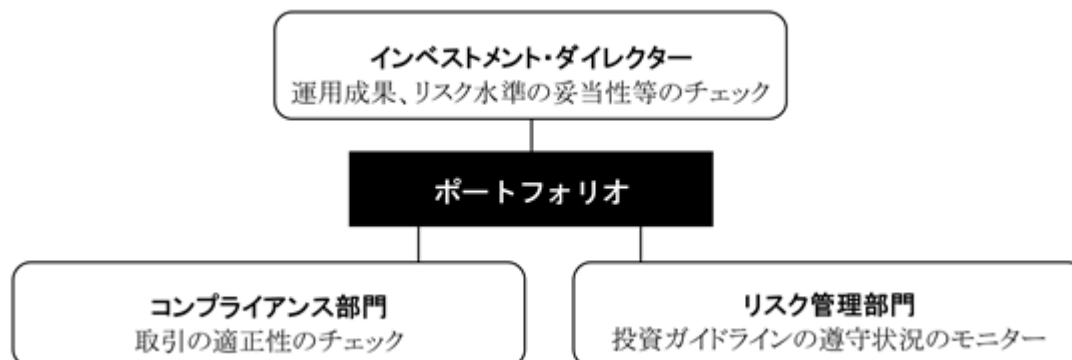 インベストメント・ダイレクター
運用成果、リスク水準の妥当性等のチェック
ポートフォリオ
コンプライアンス部門
取引の適正性のチェック
リスク管理部門
投資ガイドラインの遵守状況のモニター